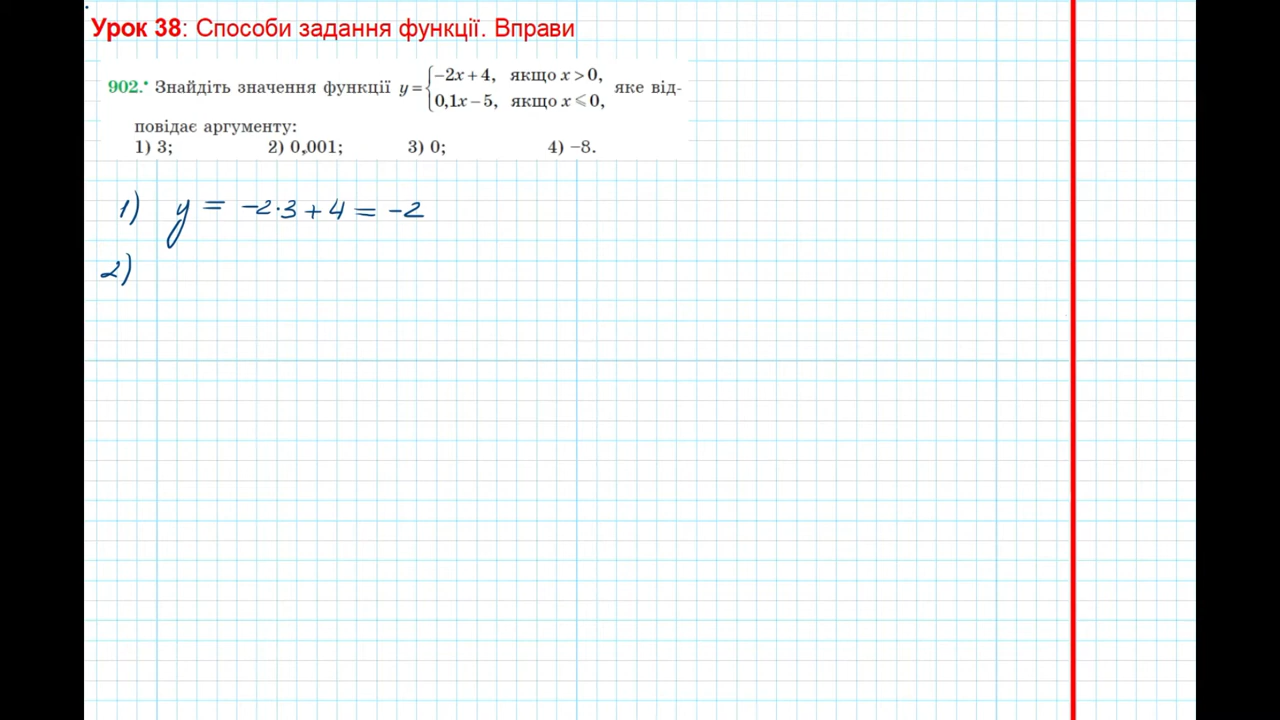 Урок 38: Способи задання функції. Вправи
902.• Знайдіть значення функції y = { −2x + 4, якщо x > 0,
0,1x − 5, якщо x ⩽ 0, яке від-
повідає аргументу:
1) 3; 2) 0,001; 3) 0; 4) −8.
1) y = -2·3 + 4 = -2
2)